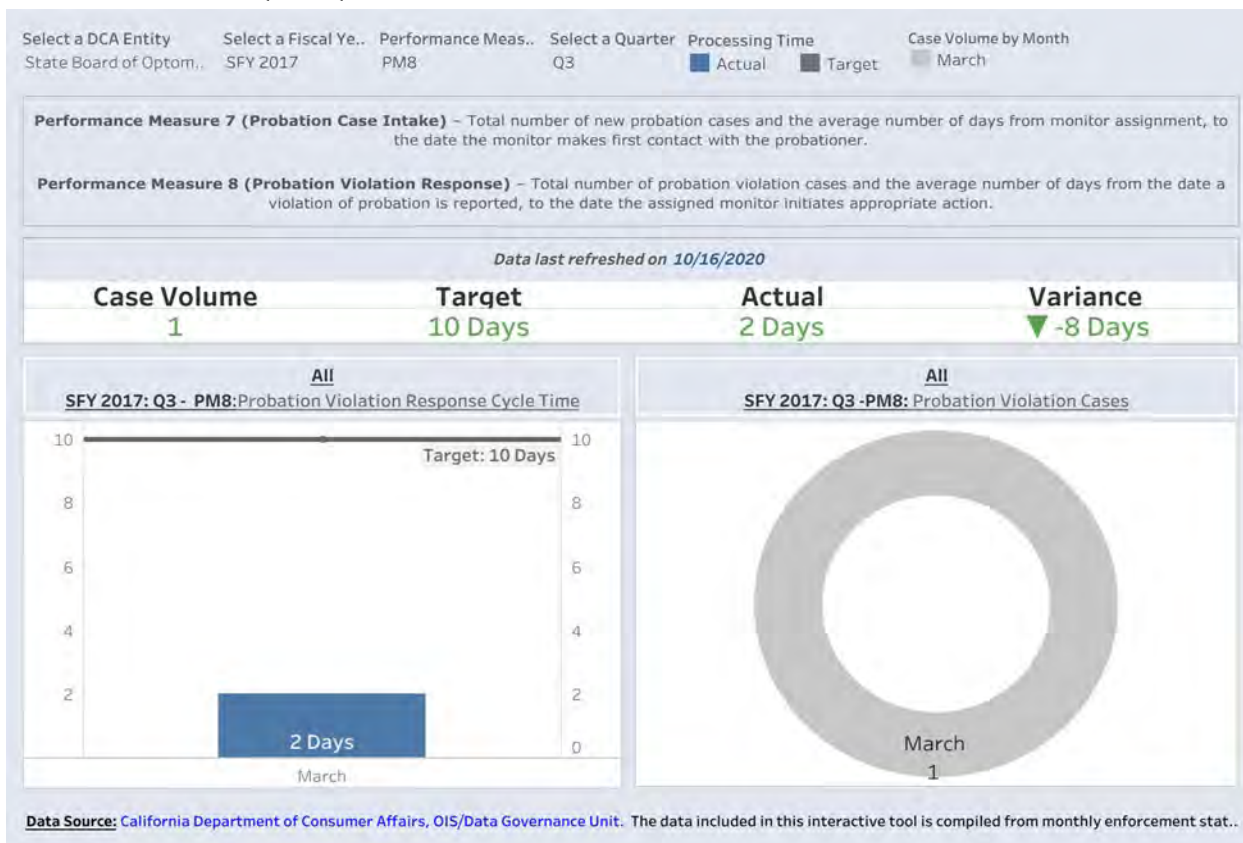 Select a DCA Entity Select a Fiscal Ye.. Performance Meas.. Select a Quarter Processing Time Case Volume by Month
State Board of Optom.. SFY 2017 PM8 Q3 Actual Target March
Performance Measure 7 (Probation Case Intake) – Total number of new probation cases and the average number of days from monitor assignment, to
the date the monitor makes first contact with the probationer.
Performance Measure 8 (Probation Violation Response) – Total number of probation violation cases and the average number of days from the date a
violation of probation is reported, to the date the assigned monitor initiates appropriate action.
Data last refreshed on 10/16/2020
Case Volume Target Actual Variance
1 10 Days 2 Days ▼ -8 Days
All
SFY 2017: Q3 - PM8:Probation Violation Response Cycle Time
10 10
Target: 10 Days
8 8
6 6
4 4
2 2
2 Days
0
March
All
SFY 2017: Q3 -PM8: Probation Violation Cases
March
1
Data Source: California Department of Consumer Affairs, OIS/Data Governance Unit. The data included in this interactive tool is compiled from monthly enforcement stat..